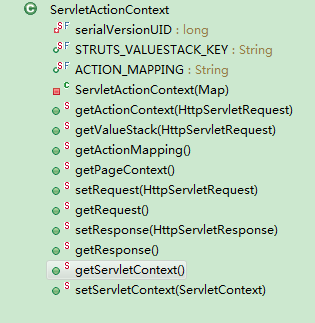 ServletActionContext
serialVersionUID : long
STRUTS_VALUESTACK_KEY : String
ACTION_MAPPING : String
ServletActionContext(Map)
getActionContext(HttpServletRequest)
getValueStack(HttpServletRequest)
getActionMapping()
getPageContext()
setRequest(HttpServletRequest)
getRequest()
setResponse(HttpServletResponse)
getResponse()
getServletContext()
setServletContext(ServletContext)